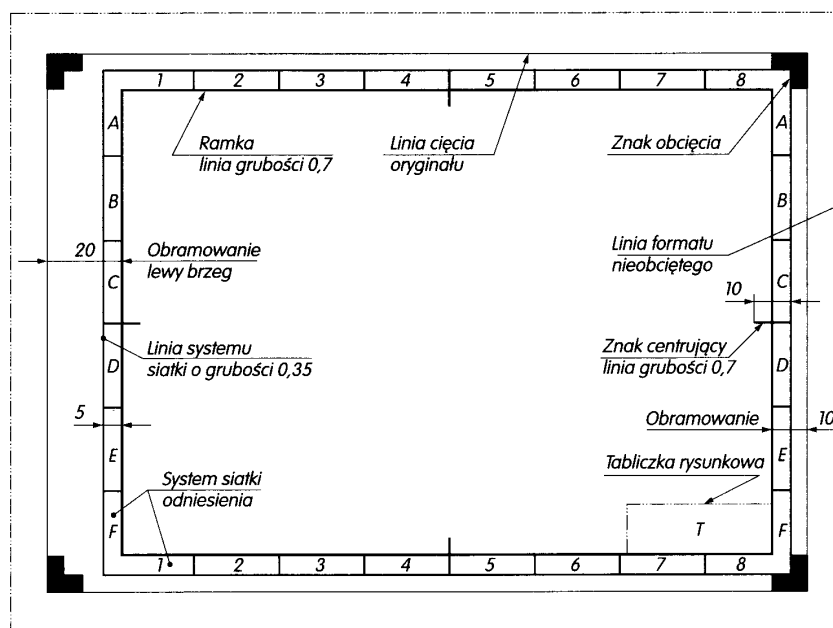 1 2 3 4 5 6 7 8
A A
Ramka
linia grubości 0,7
Linia cięcia
oryginału
Znak obcięcia
B B
20
Obramowanie
lewy brzeg
Linia formatu
nieobciętego
C C
10
Linia systemu
siatki o grubości 0,35
Znak centrujący
linia grubości 0,7
D D
5
Obramowanie
10
E E
Tabliczka rysunkowa
System siatki
odniesienia
F T F
1 2 3 4 5 6 7 8